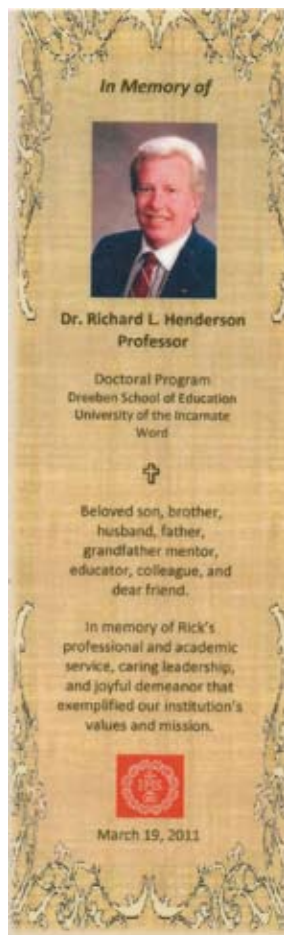 In Memory of
Dr. Richard L. Henderson
Professor
Doctoral Program
Dreeben School of Education
University of the Incarnate
Word
Beloved son, brother,
husband, father,
grandfather mentor,
educator, colleague, and
dear friend.
In memory of Rick's
professional and academic
service, caring leadership,
and joyful demeanor that
exemplified our institution's
values and mission.
IHS
March 19, 2011